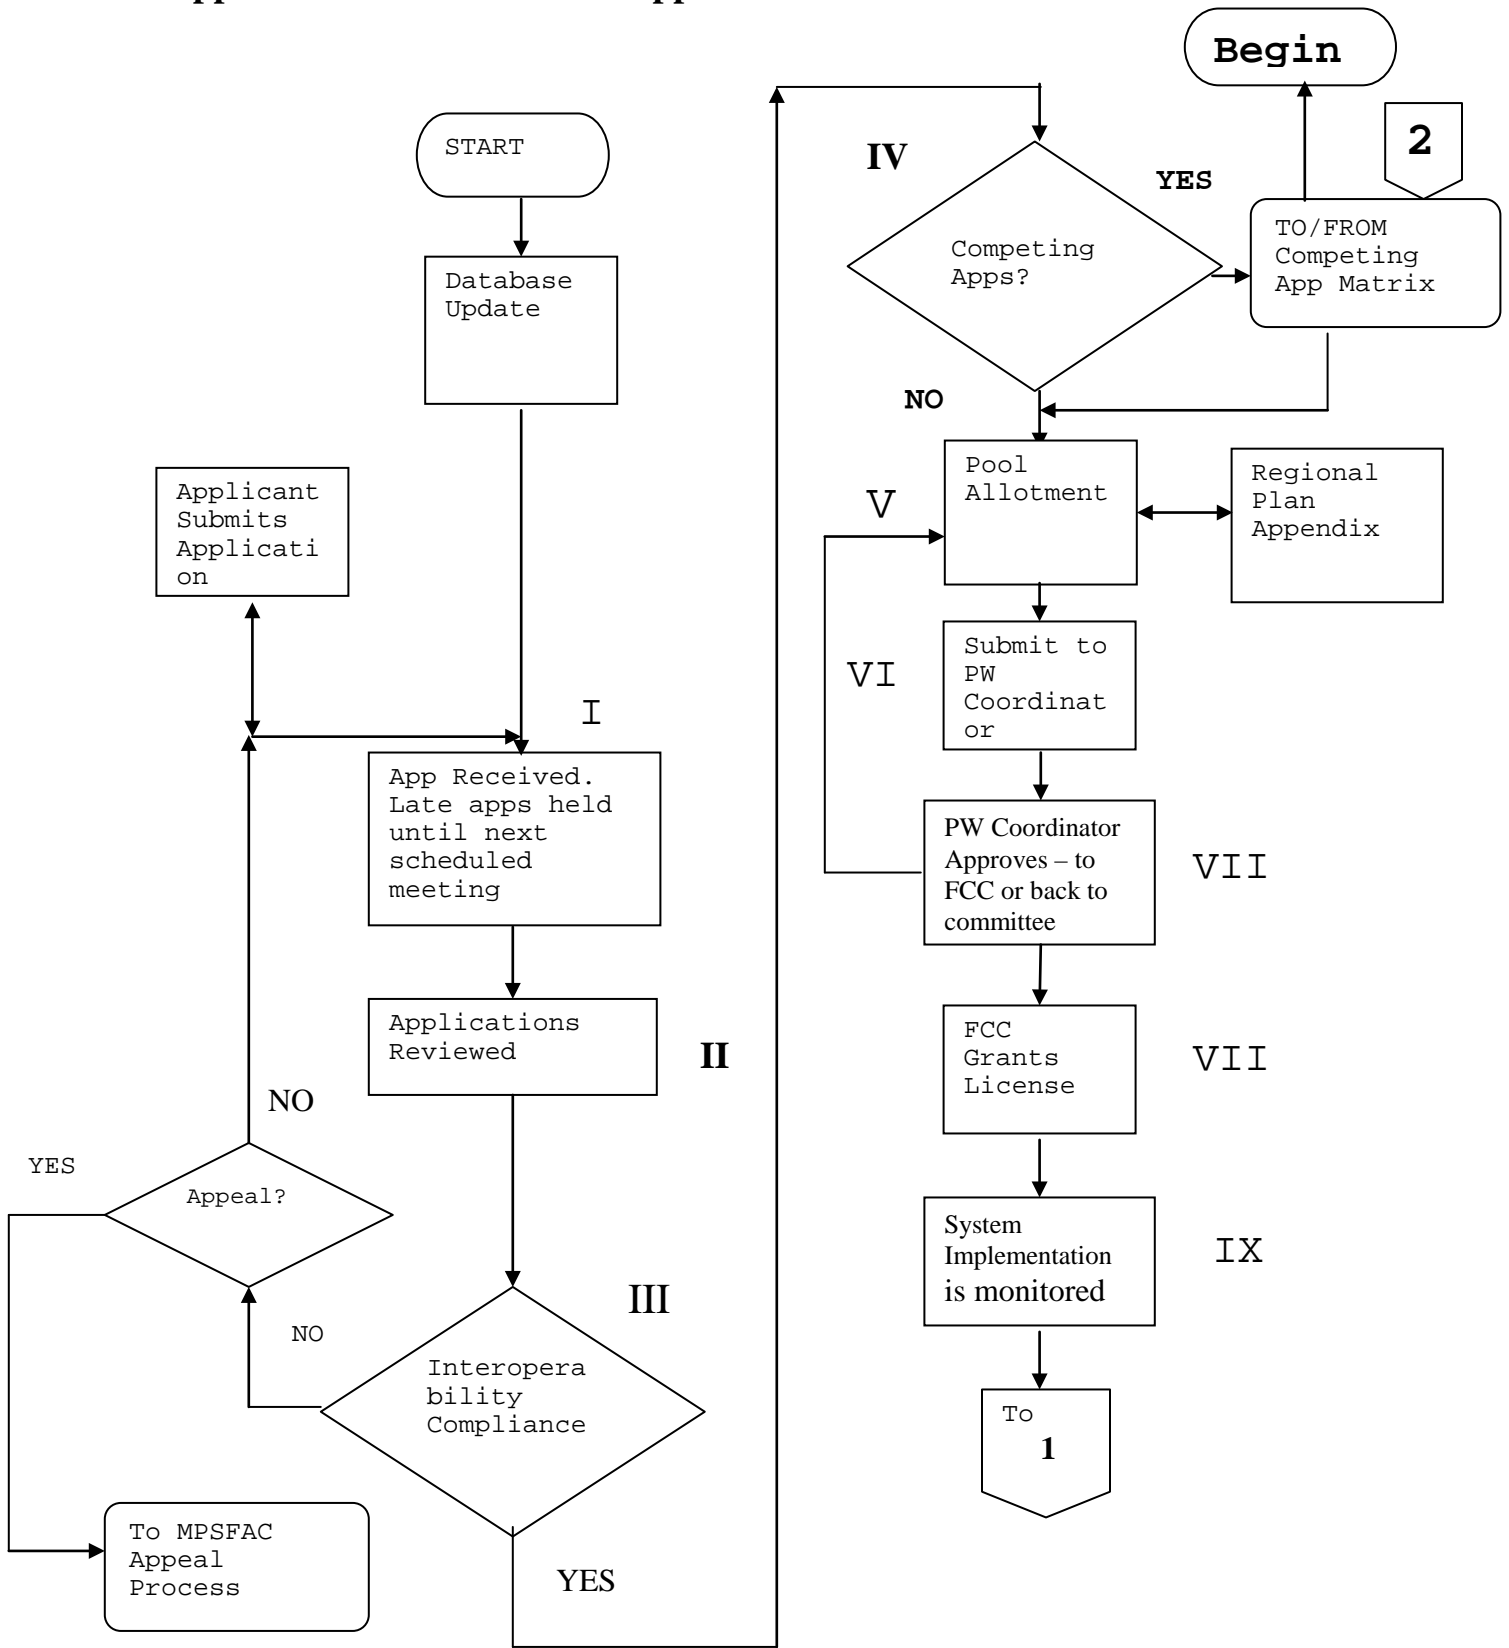 Begin
START
IV
YES
2
Competing
Apps?
TO/FROM
Competing
App Matrix
Database
Update
NO
Pool
Allotment
V
Regional
Plan
Appendix
Applicant
Submits
Applicati
on
Submit to
PW
Coordinat
or
VI
I
App Received.
Late apps held
until next
scheduled
meeting
PW Coordinator
Approves – to
FCC or back to
committee
VII
Applications
Reviewed
II
FCC
Grants
License
VII
NO
YES
Appeal?
System
Implementation
is monitored
IX
III
NO
Interopera
bility
Compliance
To
1
To MPSFAC
Appeal
Process
YES